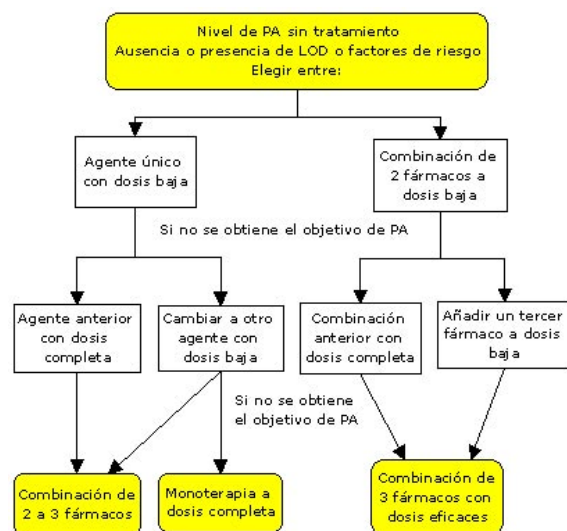 Nivel de PA sin tratamiento
Ausencia o presencia de LOD o factores de riesgo
Elegir entre:
Agente único
con dosis baja
Combinación de
2 fármacos a
dosis baja
Si no se obtiene el objetivo de PA
Agente anterior
con dosis
completa
Cambiar a otro
agente con
dosis baja
Combinación
anterior con
dosis completa
Añadir un tercer
fármaco a dosis
baja
Si no se obtiene
el objetivo de PA
Combinación de
2 a 3 fármacos
Monoterapia a
dosis completa
Combinación de
3 fármacos con
dosis eficaces